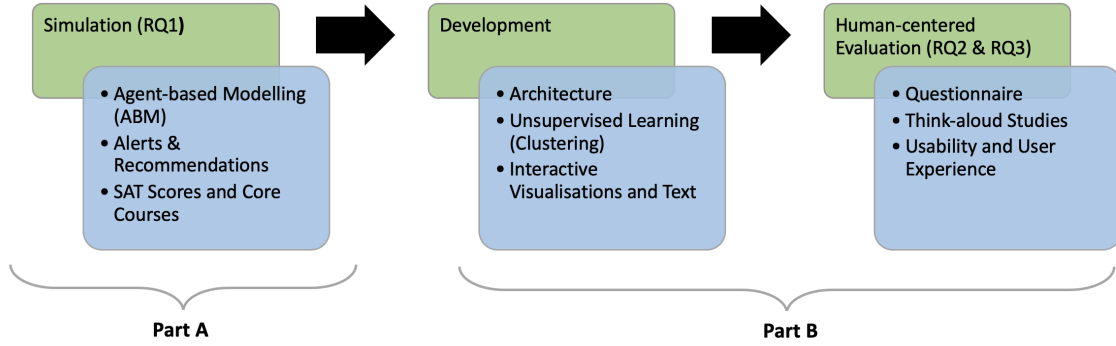 Simulation (RQ1)
• Agent-based Modelling
(ABM)
• Alerts &
Recommendations
• SAT Scores and Core
Courses
Development
• Architecture
• Unsupervised Learning
(Clustering)
• Interactive
Visualisations and Text
Human-centered
Evaluation (RQ2 & RQ3)
• Questionnaire
• Think-aloud Studies
• Usability and User
Experience
Part A
Part B